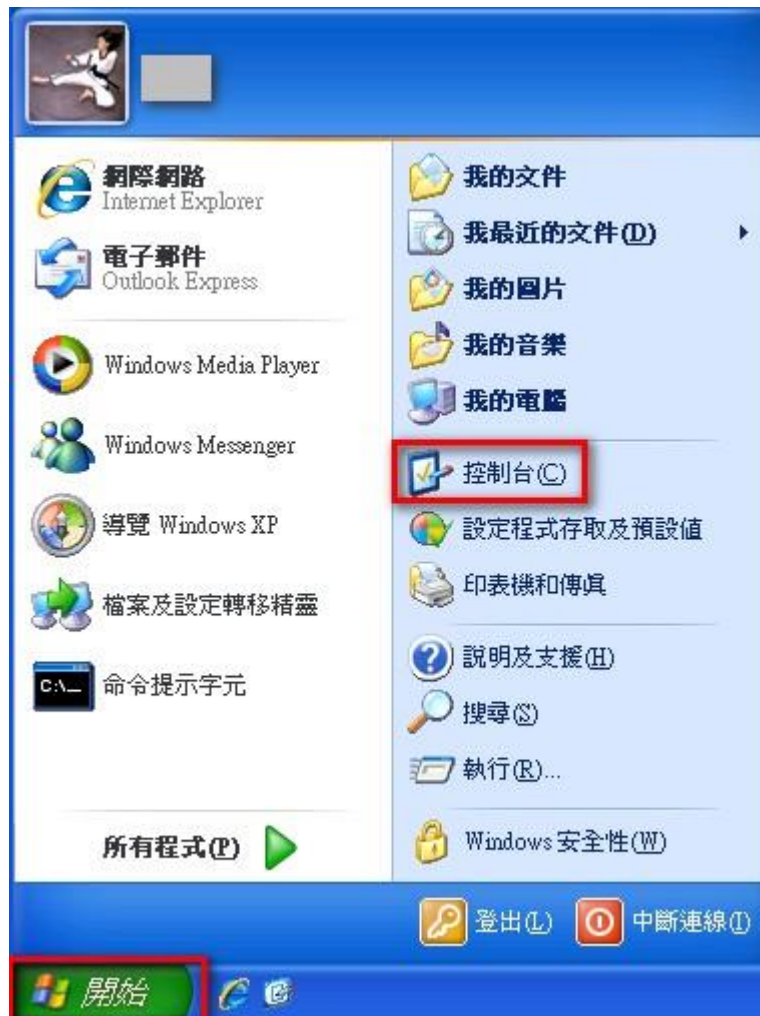 網際網路
Internet Explorer
電子郵件
Outlook Express
Windows Media Player
Windows Messenger
導覽 Windows XP
檔案及設定轉移精靈
C:\_
命令提示字元
所有程式(P)
我的文件
我最近的文件(D)
我的圖片
我的音樂
我的電腦
控制台(C)
設定程式存取及預設值
印表機和傳真
說明及支援(H)
搜尋(S)
執行(R)...
Windows 安全性(W)
登出(L)
中斷連線(I)
開始